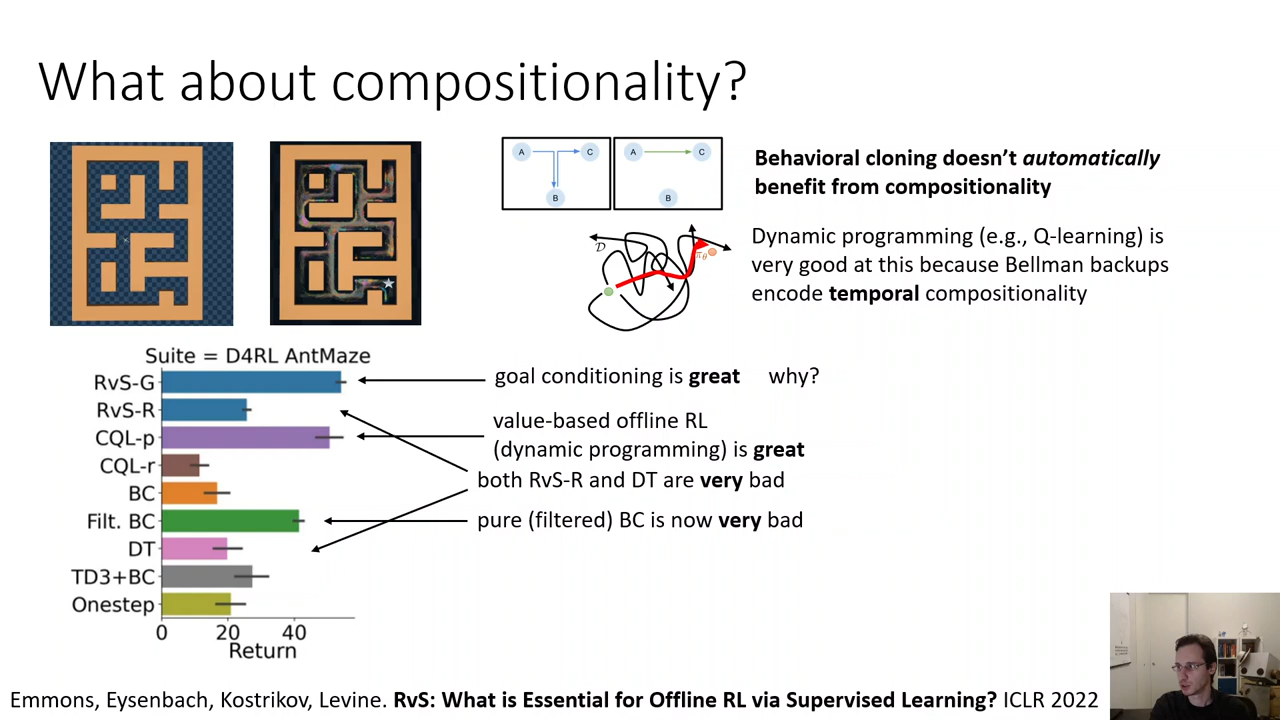 What about compositionality?
A
C
B
A
C
B
Behavioral cloning doesn't automatically
benefit from compositionality
D
πθ
Dynamic programming (e.g., Q-learning) is
very good at this because Bellman backups
encode temporal compositionality
Suite = D4RL AntMaze
RvS-G
RvS-R
CQL-p
CQL-r
BC
Filt. BC
DT
TD3+BC
Onestep
0 20 40
Return
goal conditioning is great why?
value-based offline RL
(dynamic programming) is great
both RvS-R and DT are very bad
pure (filtered) BC is now very bad
Emmons, Eysenbach, Kostrikov, Levine. RvS: What is Essential for Offline RL via Supervised Learning? ICLR 2022